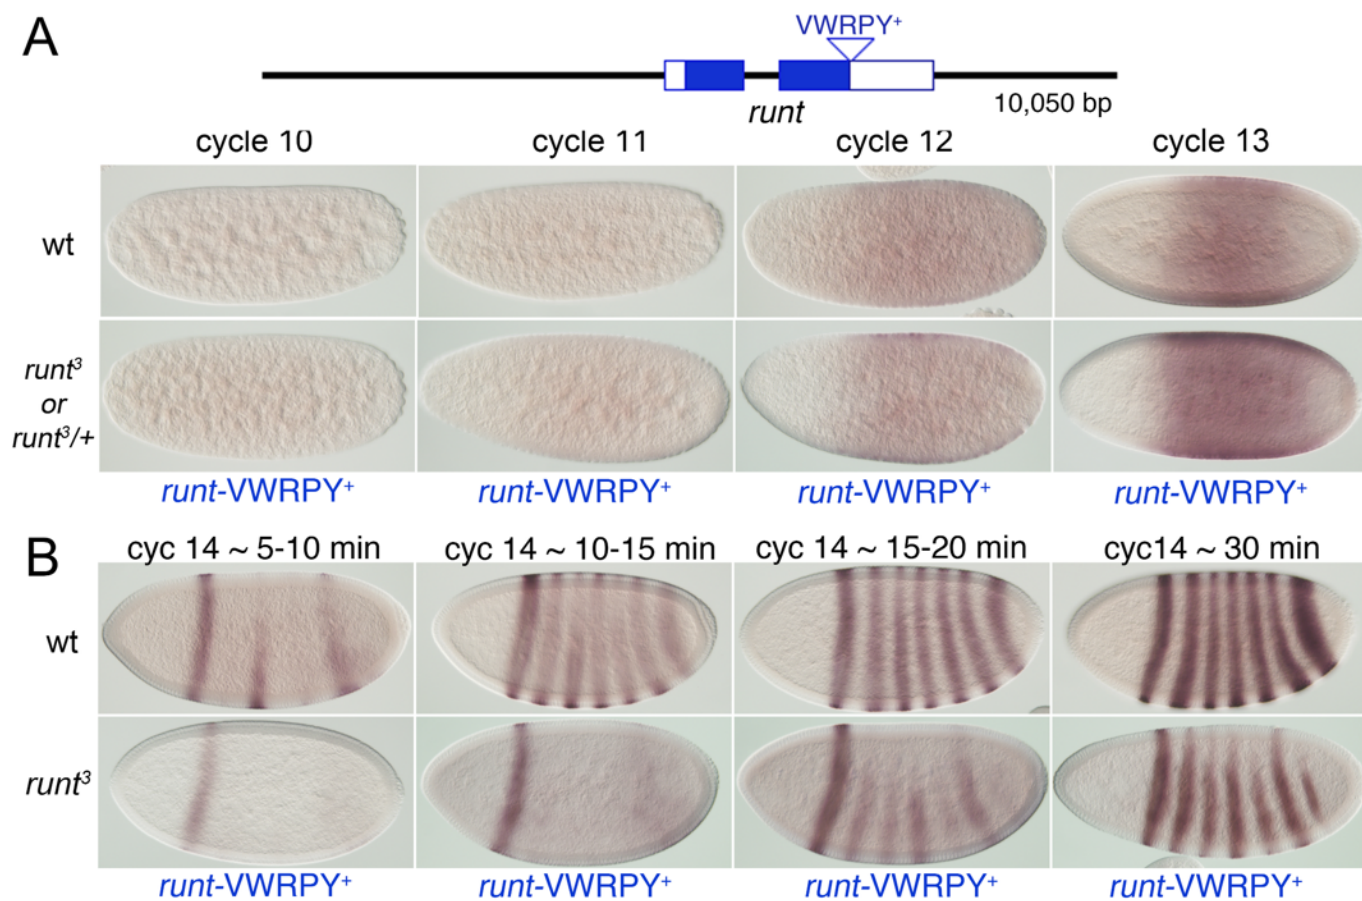 A
VWRPY⁺
runt
10,050 bp
cycle 10 cycle 11 cycle 12 cycle 13
wt
runt³
or
runt³/+
runt-VWRPY⁺ runt-VWRPY⁺ runt-VWRPY⁺ runt-VWRPY⁺
B
cyc 14 ~ 5-10 min cyc 14 ~ 10-15 min cyc 14 ~ 15-20 min cyc14 ~ 30 min
wt
runt³
runt-VWRPY⁺ runt-VWRPY⁺ runt-VWRPY⁺ runt-VWRPY⁺